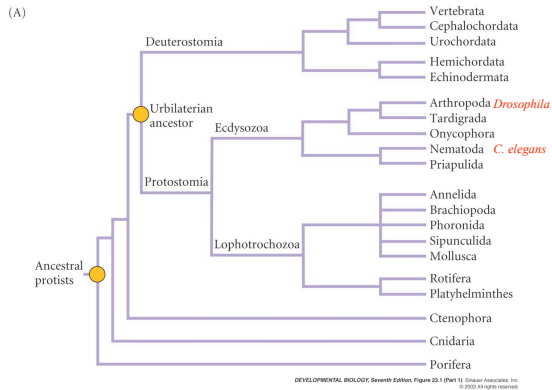 (A)
Vertebrata
Cephalochordata
Deuterostomia
Urochordata
Hemichordata
Echinodermata
Arthropoda Drosophila
Urbilaterian
ancestor
Tardigrada
Ecdysozoa
Onycophora
Nematoda C. elegans
Priapulida
Protostomia
Annelida
Brachiopoda
Phoronida
Lophotrochozoa
Sipunculida
Mollusca
Ancestral
protists
Rotifera
Platyhelminthes
Ctenophora
Cnidaria
Porifera
DEVELOPMENTAL BIOLOGY, Seventh Edition, Figure 23.1 (Part 1) Sinauer Associates, Inc.
© 2003 All rights reserved.